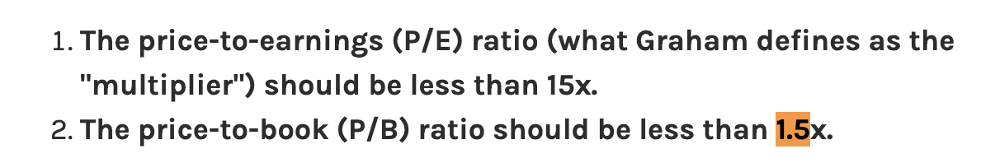 1. The price-to-earnings (P/E) ratio (what Graham defines as the
"multiplier") should be less than 15x.
2. The price-to-book (P/B) ratio should be less than 1.5x.